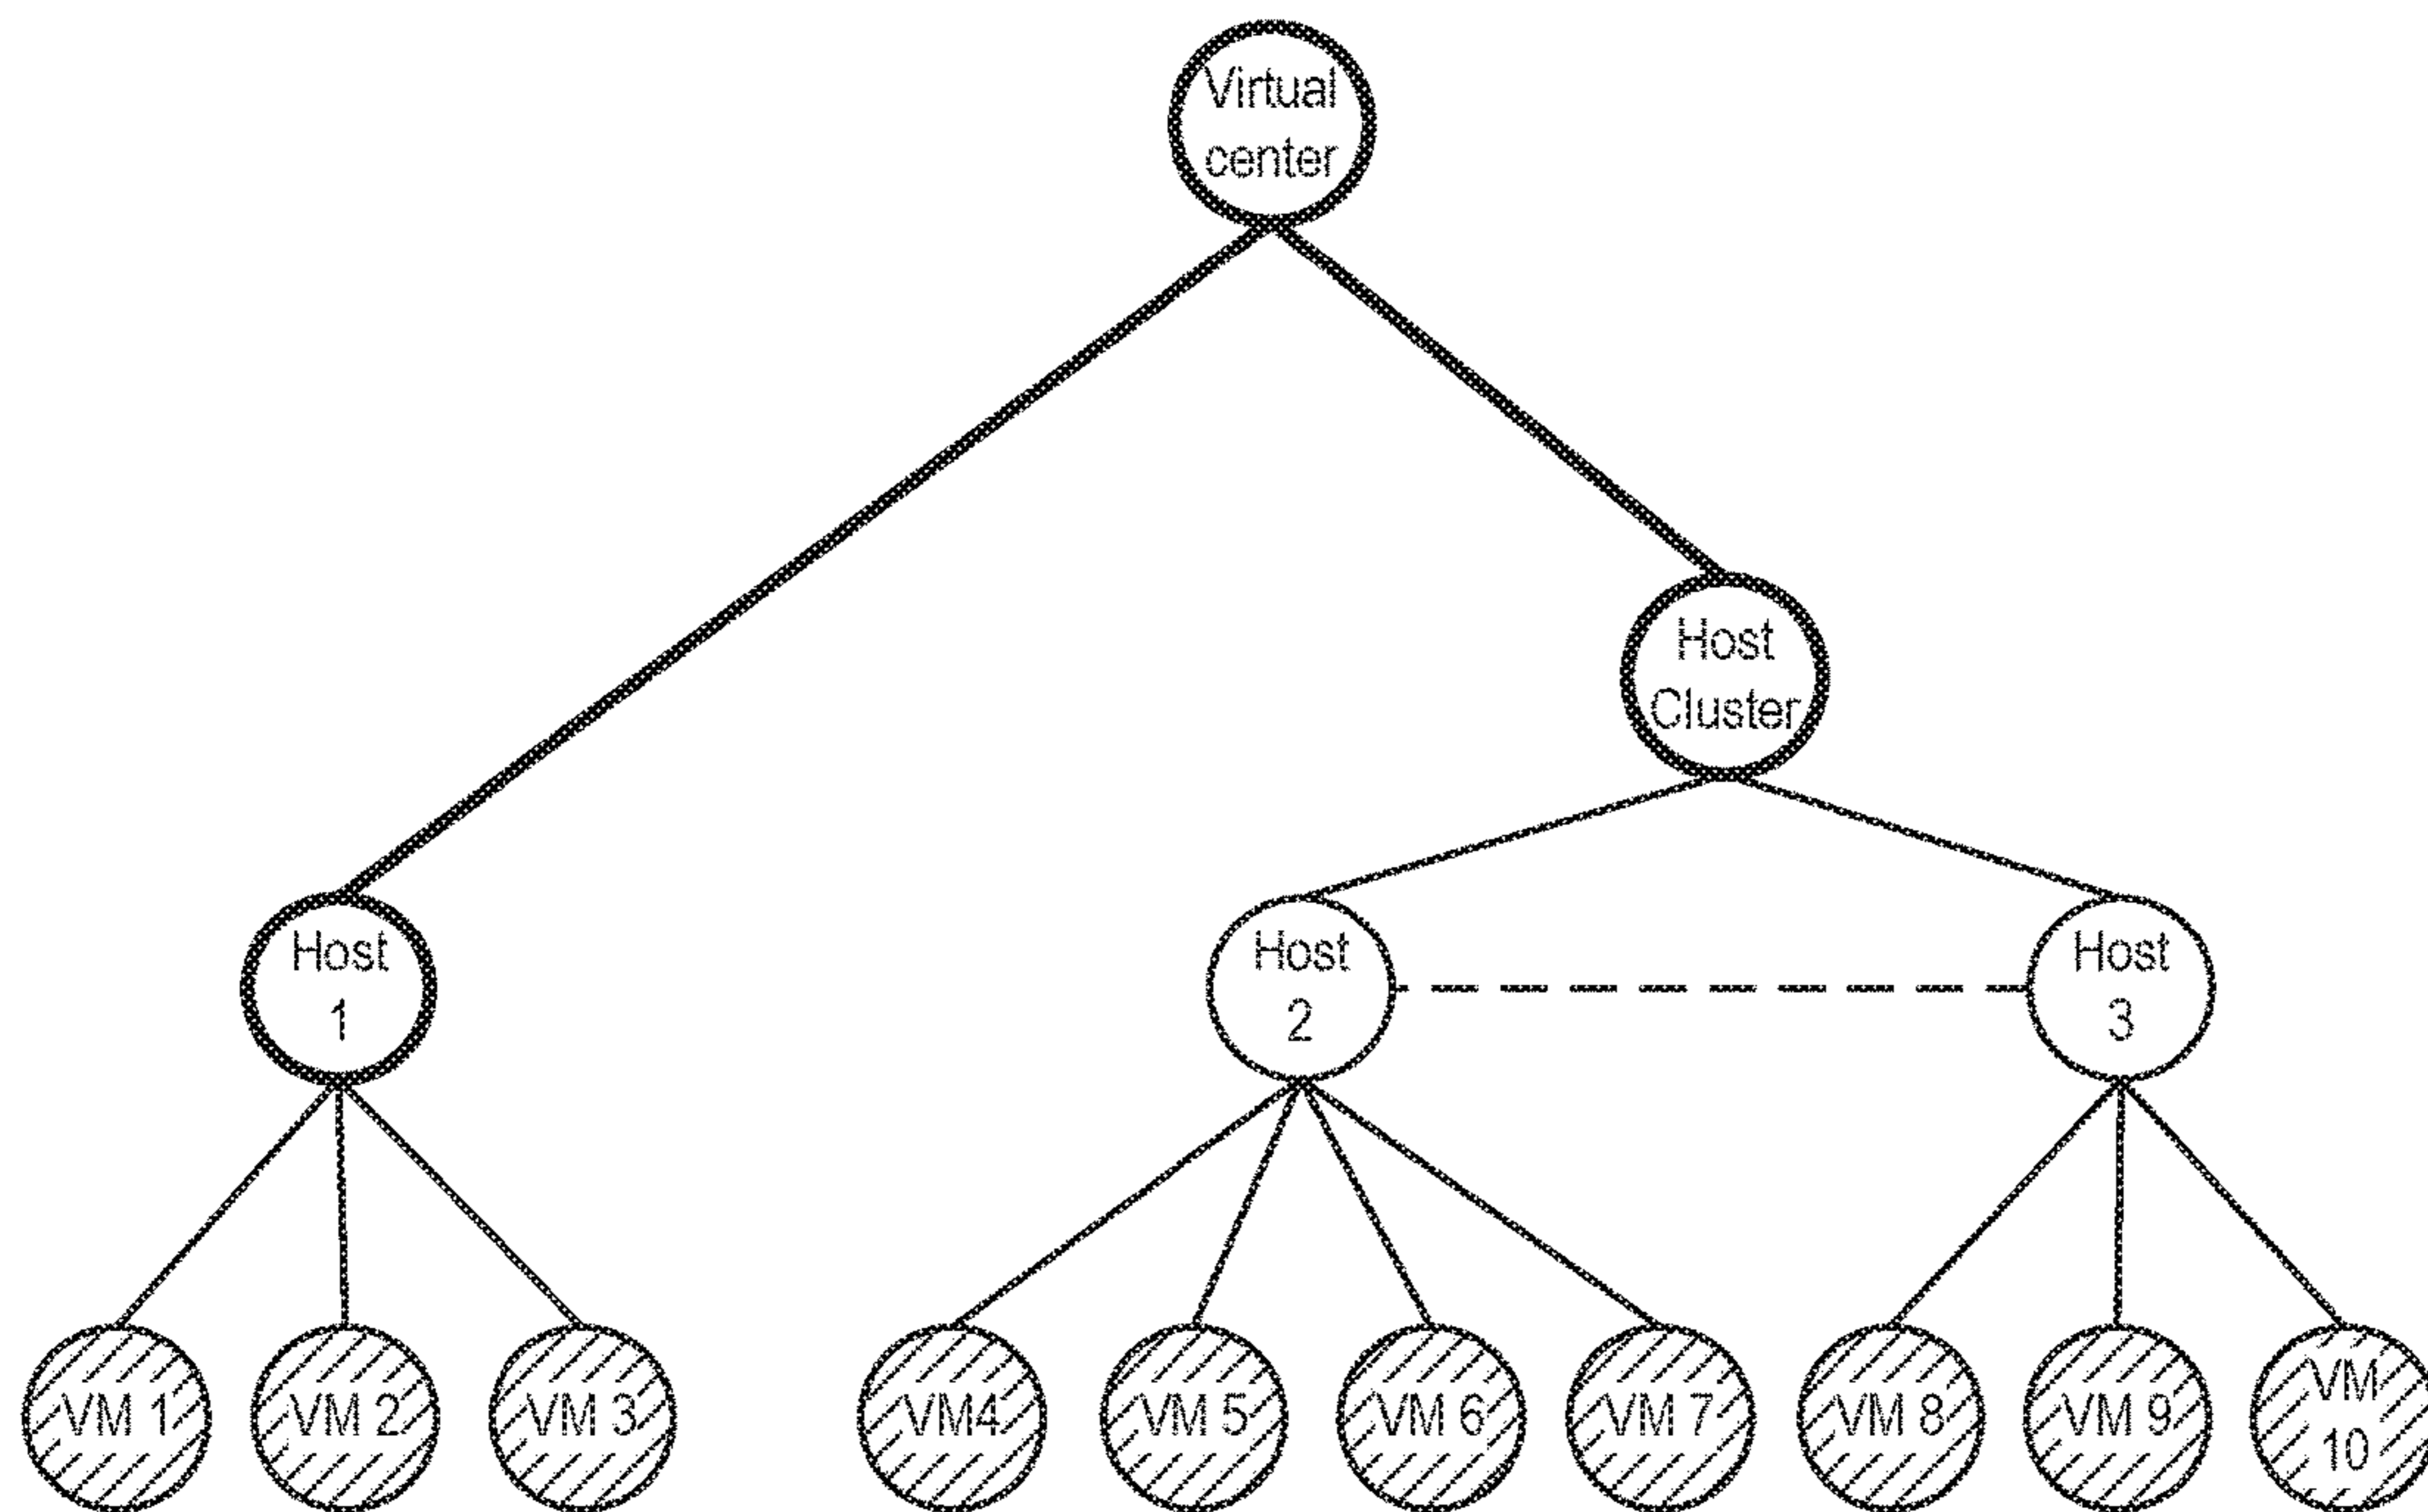 Virtual
center
Host
Cluster
Host
1
Host
2
Host
3
VM 1
VM 2
VM 3
VM4
VM 5
VM 6
VM 7
VM 8
VM 9
VM
10